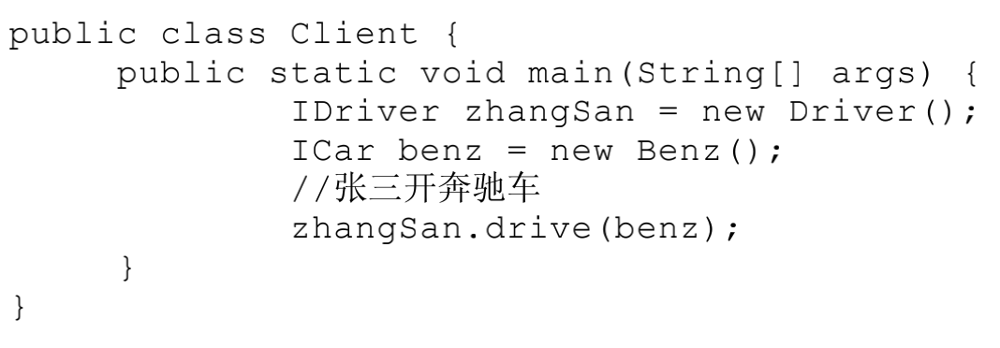 public class Client {
public static void main(String[] args) {
IDriver zhangSan = new Driver();
ICar benz = new Benz();
//张三开奔驰车
zhangSan.drive(benz);
}
}